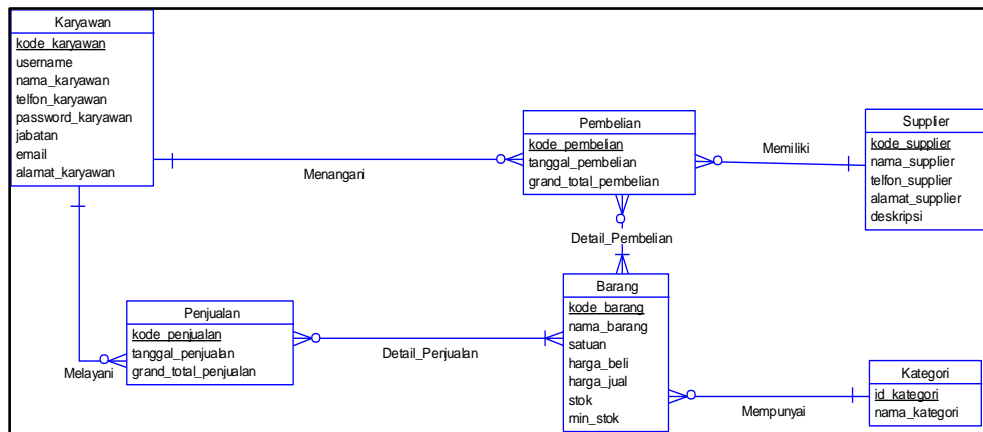 Karyawan
kode_karyawan
username
nama_karyawan
telfon_karyawan
password_karyawan
jabatan
email
alamat_karyawan
Menangani
Pembelian
kode_pembelian
tanggal_pembelian
grand_total_pembelian
Memiliki
Supplier
kode_supplier
nama_supplier
telfon_supplier
alamat_supplier
deskripsi
Detail_Pembelian
Melayani
Penjualan
kode_penjualan
tanggal_penjualan
grand_total_penjualan
Detail_Penjualan
Barang
kode_barang
nama_barang
satuan
harga_beli
harga_jual
stok
min_stok
Mempunyai
Kategori
id_kategori
nama_kategori